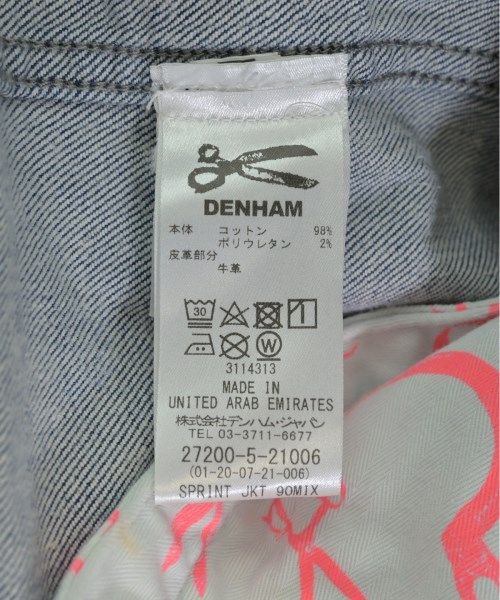 DENHAM
本体 コットン 98%
ポリウレタン 2%
皮革部分
牛革
30
W
3114313
MADE IN
UNITED ARAB EMIRATES
株式会社デンハム・ジャパン
TEL 03-3711-6677
27200-5-21006
(01-20-07-21-006)
SPRINT JKT 90MIX